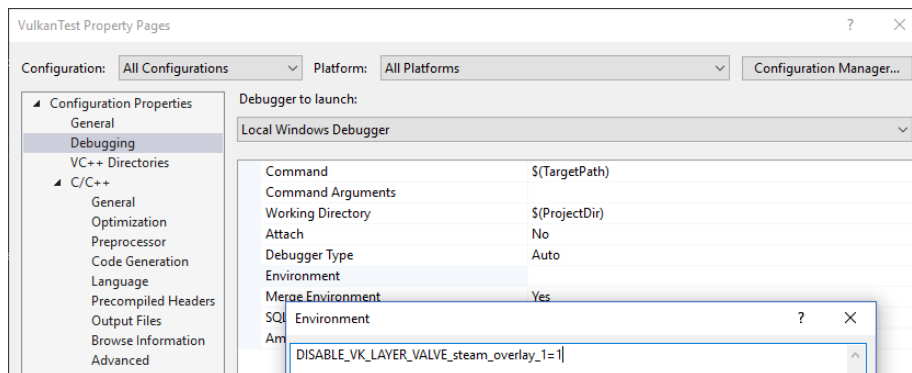 VulkanTest Property Pages
Configuration: All Configurations Platform: All Platforms Configuration Manager...
Configuration Properties
General
Debugging
VC++ Directories
C/C++
General
Optimization
Preprocessor
Code Generation
Language
Precompiled Headers
Output Files
Browse Information
Advanced
Debugger to launch:
Local Windows Debugger
Command $(TargetPath)
Command Arguments
Working Directory $(ProjectDir)
Attach No
Debugger Type Auto
Environment
Merge Environment Yes
SQL
Am
Environment
DISABLE_VK_LAYER_VALVE_steam_overlay_1=1